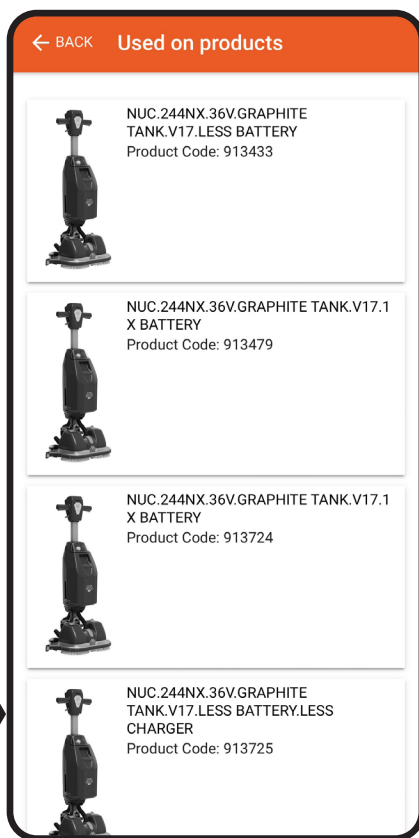 ← BACK Used on products
NUC.244NX.36V.GRAPHITE
TANK.V17.LESS BATTERY
Product Code: 913433
NUC.244NX.36V.GRAPHITE TANK.V17.1
X BATTERY
Product Code: 913479
NUC.244NX.36V.GRAPHITE TANK.V17.1
X BATTERY
Product Code: 913724
NUC.244NX.36V.GRAPHITE
TANK.V17.LESS BATTERY.LESS
CHARGER
Product Code: 913725